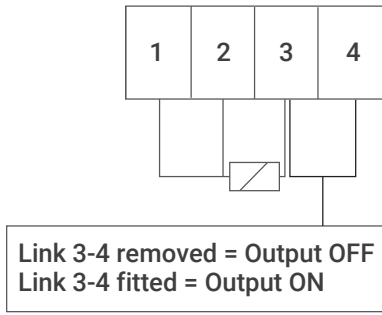 1 2 3 4
Link 3-4 removed = Output OFF
Link 3-4 fitted = Output ON